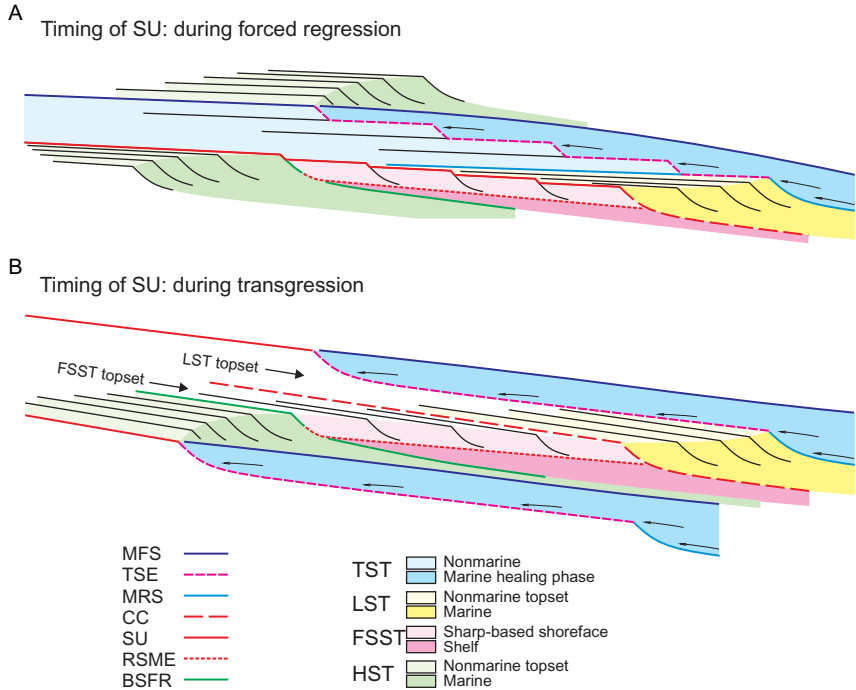 A
Timing of SU: during forced regression
B
Timing of SU: during transgression
LST topset
FSST topset
MFS
TSE
MRS
CC
SU
RSME
BSFR
TST
Nonmarine
Marine healing phase
LST
Nonmarine topset
Marine
FSST
Sharp-based shoreface
Shelf
HST
Nonmarine topset
Marine